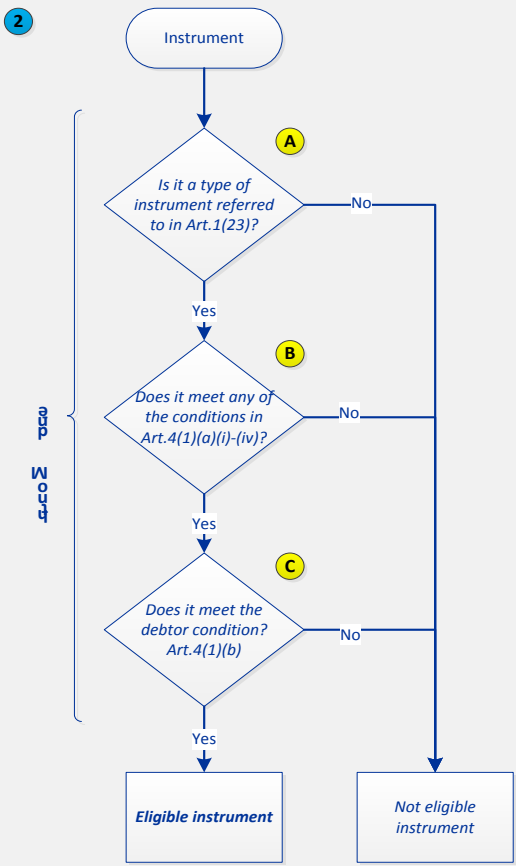 2
Instrument
A
Is it a type of
instrument referred
to in Art.1(23)?
No
Yes
B
Does it meet any of
the conditions in
Art.4(1)(a)(i)-(iv)?
No
Month
end
Yes
C
Does it meet the
debtor condition?
Art.4(1)(b)
No
Yes
Eligible instrument
Not eligible
instrument